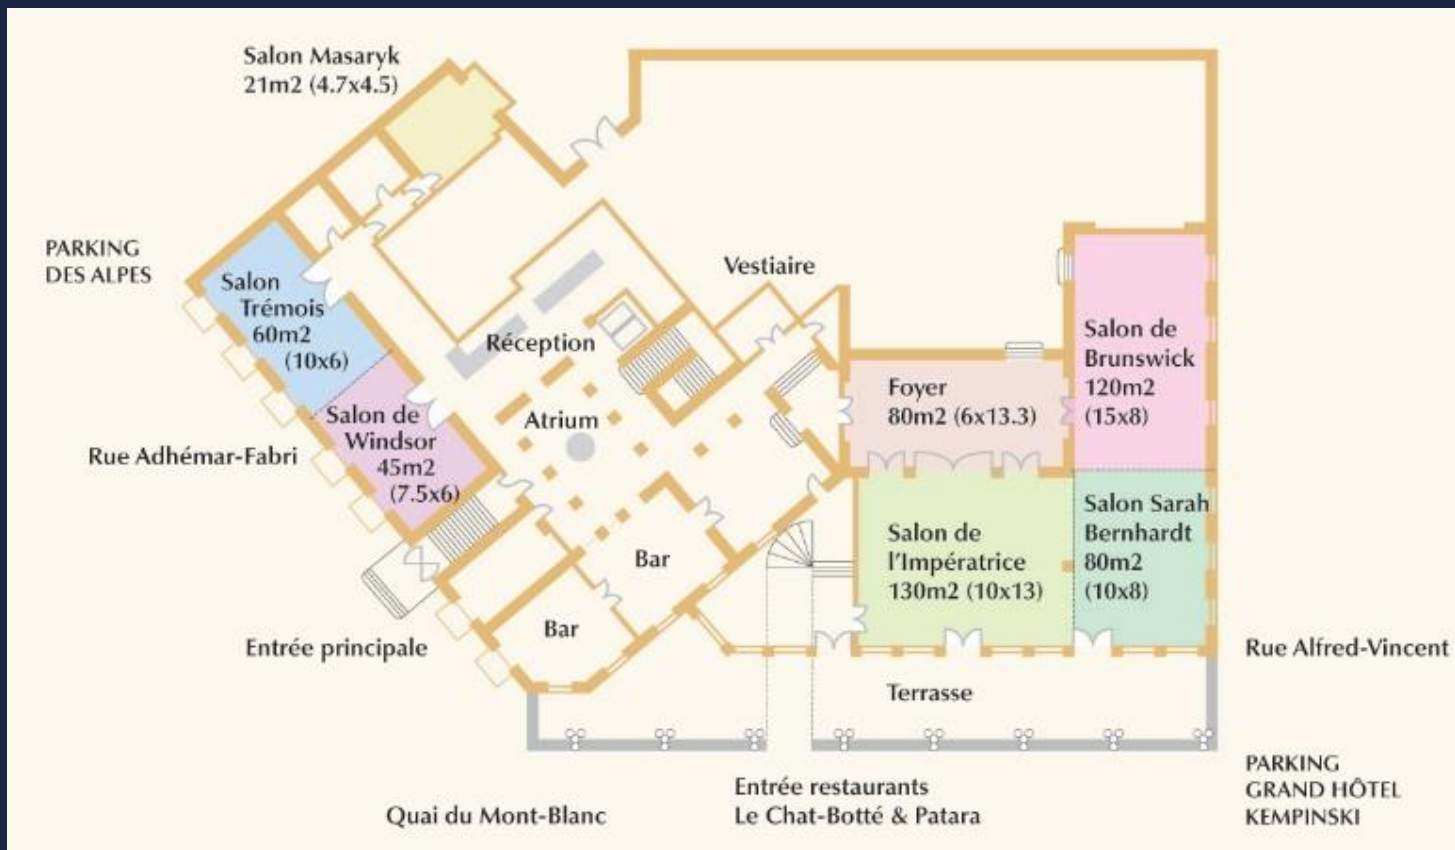 Salon Masaryk
21m2 (4.7x4.5)
PARKING
DES ALPES
Salon
Trémois
60m2
(10x6)
Vestiaire
Réception
Atrium
Salon de
Windsor
45m2
(7.5x6)
Rue Adhémar-Fabri
Foyer
80m2 (6x13.3)
Salon de
Brunswick
120m2
(15x8)
Salon de
l'Impératrice
130m2 (10x13)
Salon Sarah
Bernhardt
80m2
(10x8)
Bar
Bar
Entrée principale
Rue Alfred-Vincent
Terrasse
Entrée restaurants
Le Chat-Botté & Patara
Quai du Mont-Blanc
PARKING
GRAND HÔTEL
KEMPINSKI